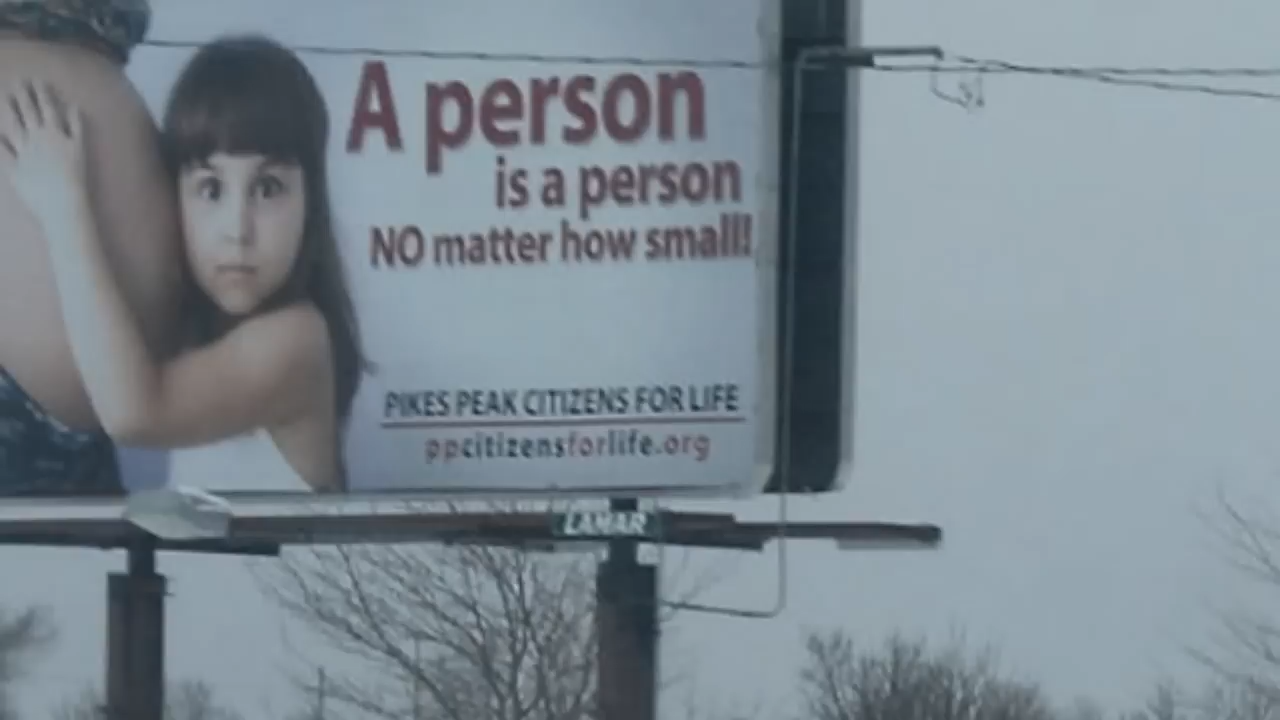 A person
is a person
NO matter how small!
PIKES PEAK CITIZENS FOR LIFE
ppcitizensforlife.org
LAMAR